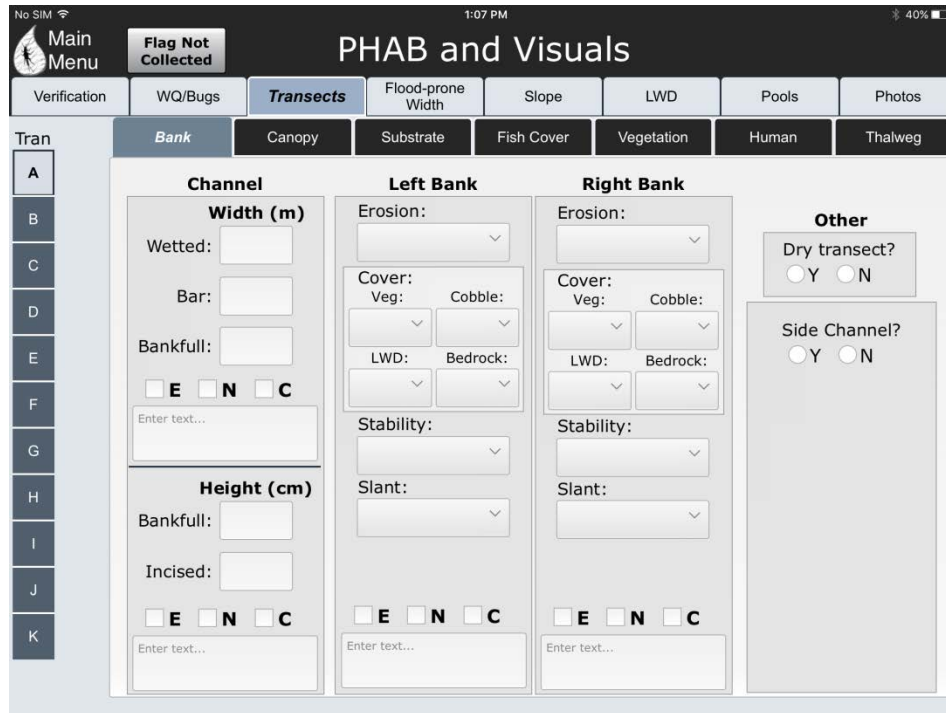 No SIM 1:07 PM 40%
Main Menu
Flag Not Collected
PHAB and Visuals
Verification WQ/Bugs Transects Flood-prone Width Slope LWD Pools Photos
Tran
Bank Canopy Substrate Fish Cover Vegetation Human Thalweg
A
B
C
D
E
F
G
H
I
J
K
Channel
Width (m)
Wetted:
Bar:
Bankfull:
E N C
Enter text...
Height (cm)
Bankfull:
Incised:
E N C
Enter text...
Left Bank
Erosion:
Cover:
Veg: Cobble:
LWD: Bedrock:
Stability:
Slant:
E N C
Enter text...
Right Bank
Erosion:
Cover:
Veg: Cobble:
LWD: Bedrock:
Stability:
Slant:
E N C
Enter text...
Other
Dry transect?
Y N
Side Channel?
Y N